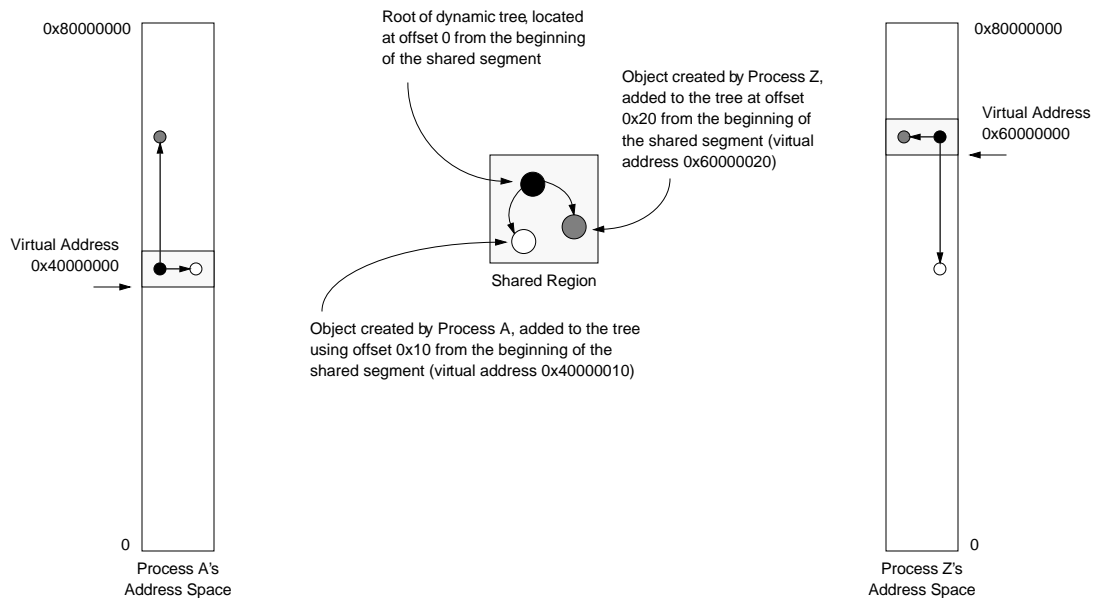 0x80000000
Root of dynamic tree, located
at offset 0 from the beginning
of the shared segment
Object created by Process Z,
added to the tree at offset
0x20 from the beginning of
the shared segment (virtual
address 0x60000020)
0x80000000
Virtual Address
0x60000000
Virtual Address
0x40000000
Shared Region
Object created by Process A, added to the tree
using offset 0x10 from the beginning of the
shared segment (virtual address 0x40000010)
0
Process A's
Address Space
0
Process Z's
Address Space